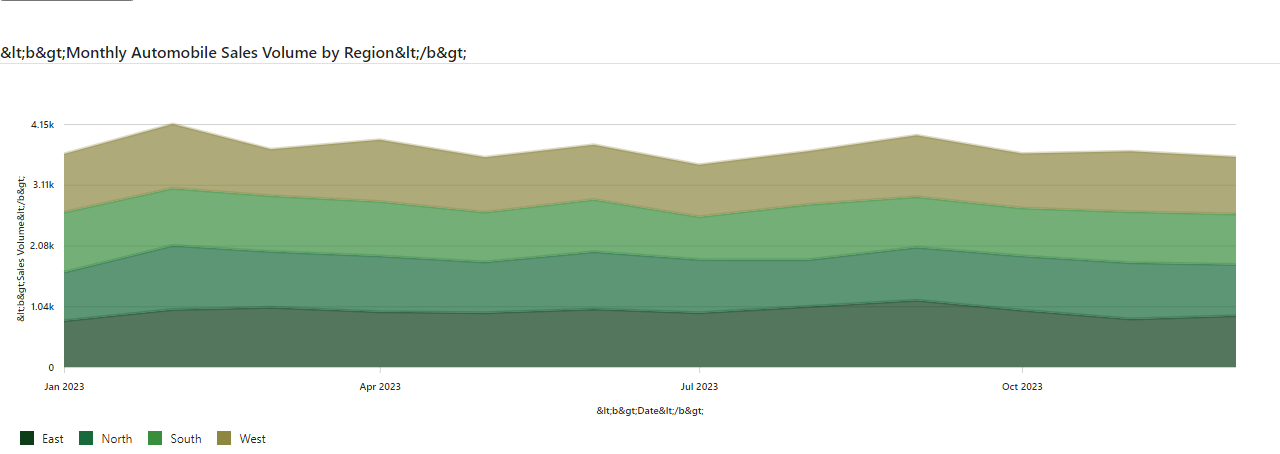 &lt;b&gt;Monthly Automobile Sales Volume by Region&lt;/b&gt;
4.15k
3.11k
2.08k
1.04k
0
&lt;b&gt;Sales Volume&lt;/b&gt;
Jan 2023 Apr 2023 Jul 2023 Oct 2023
&lt;b&gt;Date&lt;/b&gt;
East North South West